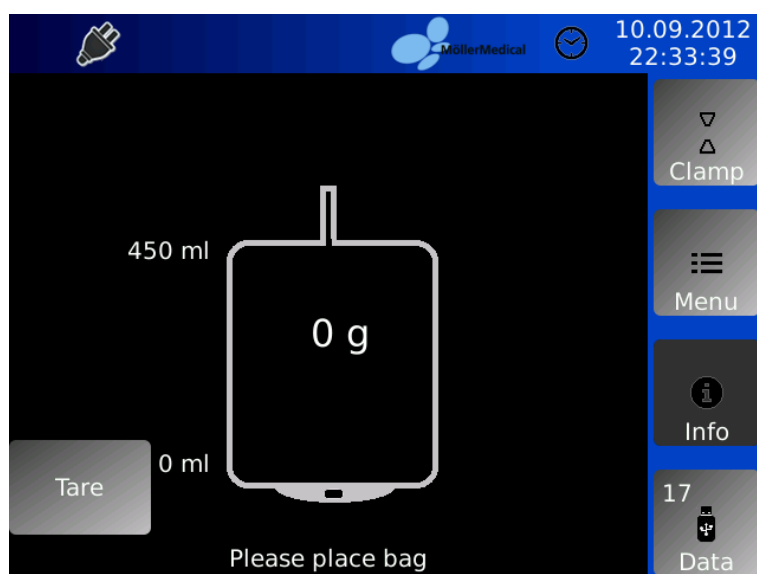 MöllerMedical
10.09.2012
22:33:39
Clamp
450 ml
Menu
0 g
Info
0 ml
Tare
17
Please place bag
Data